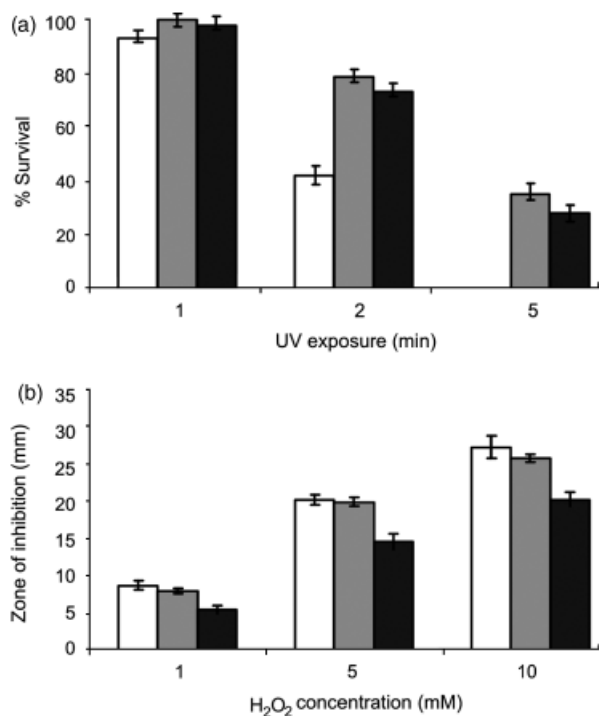 (a)
100
80
60
40
20
0
% Survival
1 2 5
UV exposure (min)
(b)
35
30
25
20
15
10
5
0
Zone of inhibition (mm)
1 5 10
H₂O₂ concentration (mM)